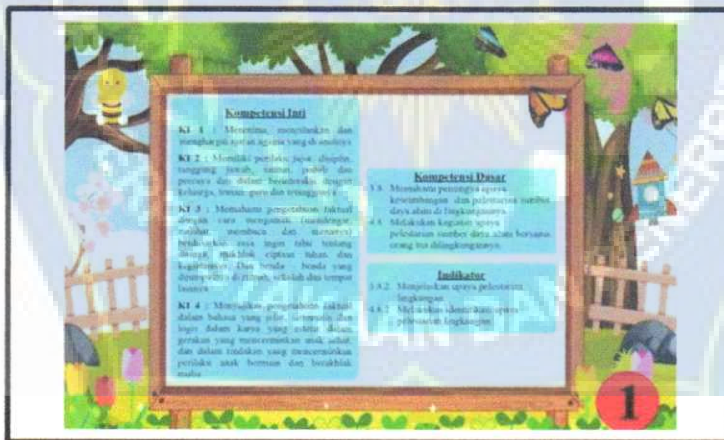 Kompetensi Inti
KI 1 : Menerima, menjalankan dan
menghargai ajaran agama yang dianutnya
KI 2 : Memiliki perilaku jujur, disiplin,
tanggung jawab, santun, peduli dan
percaya diri dalam berinteraksi dengan
keluarga, teman, guru dan tetangganya
KI 3 : Memahami pengetahuan faktual
dengan cara mengamati (mendengar,
melihat, membaca dan menanya)
berdasarkan rasa ingin tahu tentang
dirinya, makhluk ciptaan tuhan dan
kegiatannya. Dan benda - benda yang
dijumpainya di rumah, sekolah dan tempat
lainnya
KI 4 : Menyajikan pengetahuan faktual
dalam bahasa yang jelas, sistematis dan
logis dalam karya yang estetis dalam
gerakan yang mencerminkan anak sehat,
dan dalam tindakan yang mencerminkan
perilaku anak beriman dan berakhlak
mulia
Kompetensi Dasar
3.8. Memahami pentingnya upaya
keseimbangan dan pelestarian sumber
daya alam di lingkungannya.
4.8. Melakukan kegiatan upaya
pelestarian sumber daya alam bersama
orang lain dilingkungannya.
Indikator
3.8.2. Menjelaskan upaya pelestarian
lingkungan
4.8.2. Melakukan identifikasi upaya
pelestarian lingkungan
1